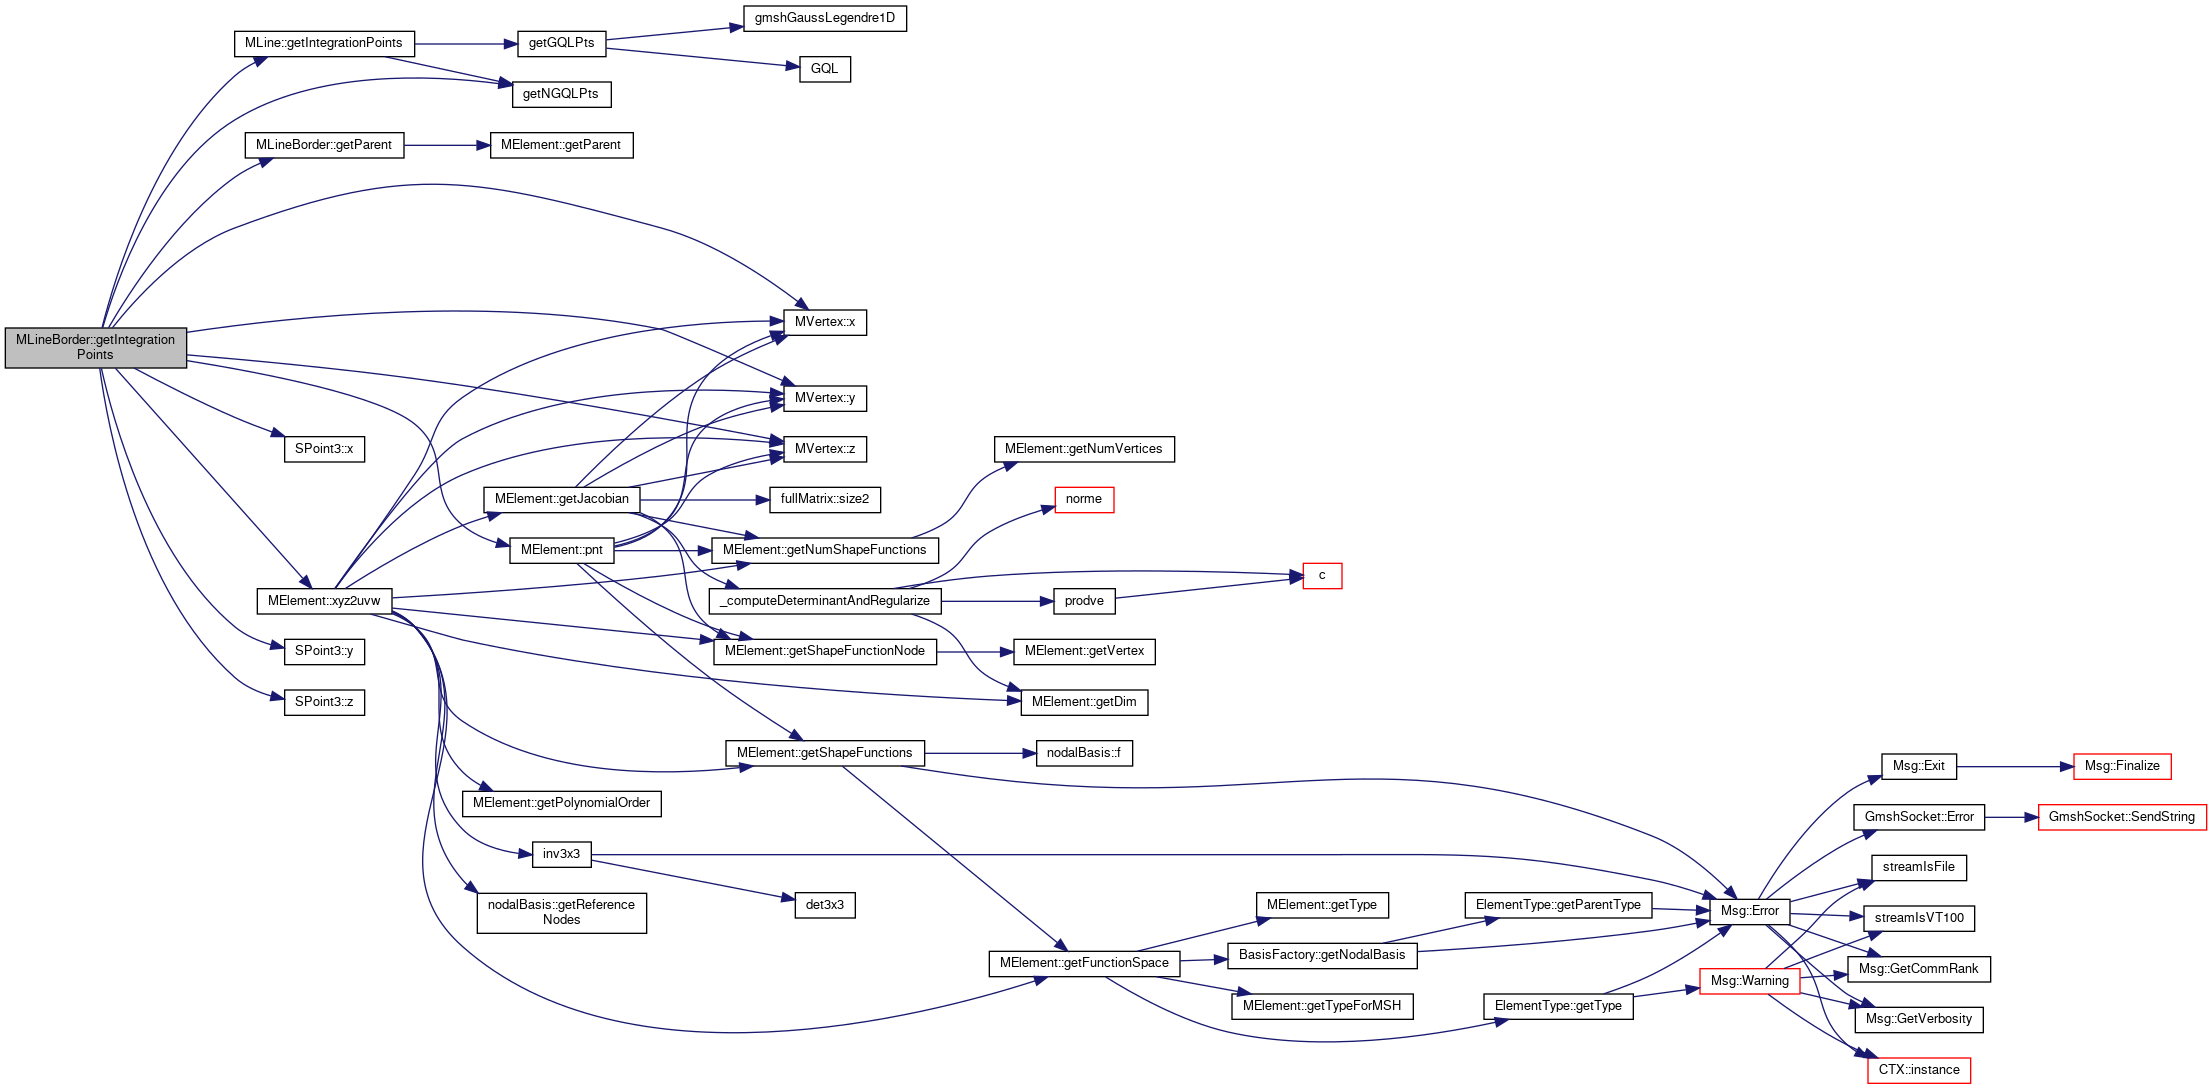 gmshGaussLegendre1D
MLine::getIntegrationPoints
getGQLPts
GQL
getNGQLPts
MLineBorder::getParent
MElement::getParent
MVertex::x
MLineBorder::getIntegration
Points
MVertex::y
SPoint3::x
MVertex::z
MElement::getNumVertices
MElement::getJacobian
fullMatrix::size2
norme
MElement::pnt
MElement::getNumShapeFunctions
c
MElement::xyz2uvw
_computeDeterminantAndRegularize
prodve
SPoint3::y
MElement::getShapeFunctionNode
MElement::getVertex
SPoint3::z
MElement::getDim
MElement::getShapeFunctions
nodalBasis::f
Msg::Exit
Msg::Finalize
MElement::getPolynomialOrder
GmshSocket::Error
GmshSocket::SendString
inv3x3
streamIsFile
nodalBasis::getReference
Nodes
det3x3
MElement::getType
ElementType::getParentType
Msg::Error
streamIsVT100
MElement::getFunctionSpace
BasisFactory::getNodalBasis
Msg::GetCommRank
Msg::Warning
MElement::getTypeForMSH
ElementType::getType
Msg::GetVerbosity
CTX::instance